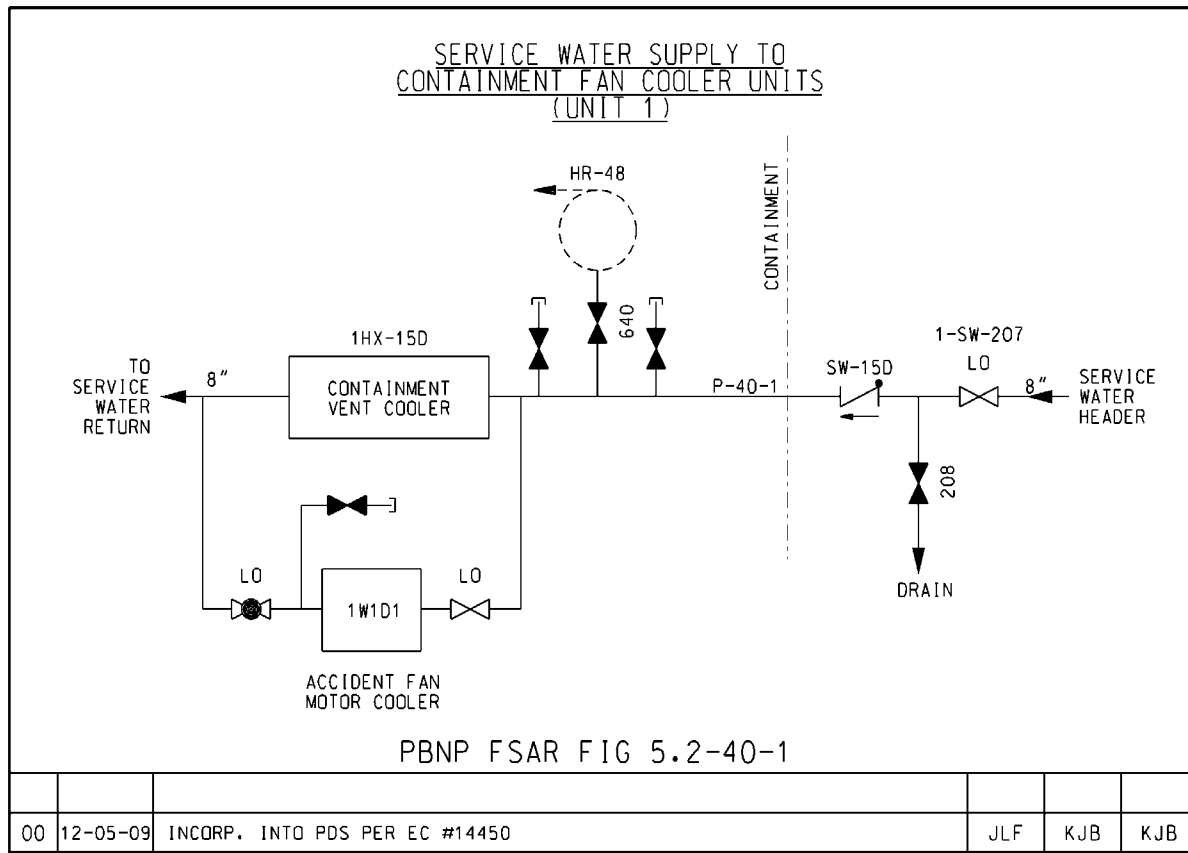 SERVICE WATER SUPPLY TO
CONTAINMENT FAN COOLER UNITS
(UNIT 1)
HR-48
CONTAINMENT
640
1HX-15D
1-SW-207
TO
SERVICE
WATER
RETURN
8"
CONTAINMENT
VENT COOLER
P-40-1
SW-15D
LO
8"
SERVICE
WATER
HEADER
208
DRAIN
LO
LO
1W1D1
ACCIDENT FAN
MOTOR COOLER
PBNP FSAR FIG 5.2-40-1
00 12-05-09 INCORP. INTO PDS PER EC #14450 JLF KJB KJB